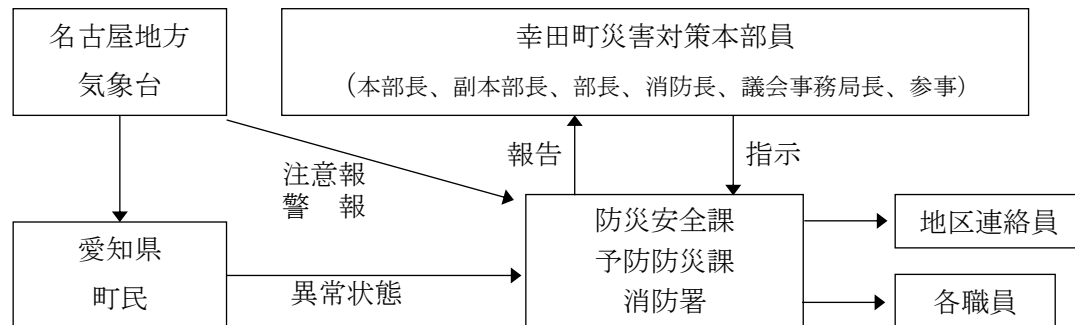 名古屋地方
気象台
幸田町災害対策本部員
（本部長、副本部長、部長、消防長、議会事務局長、参事）
注意報
警　報
報告
指示
愛知県
町民
異常状態
防災安全課
予防防災課
消防署
地区連絡員
各職員